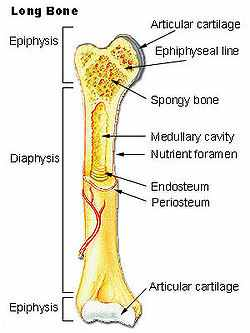 Long Bone
Articular cartilage
Epiphysis
Ephiphyseal line
Spongy bone
Medullary cavity
Nutrient foramen
Diaphysis
Endosteum
Periosteum
Articular cartilage
Epiphysis